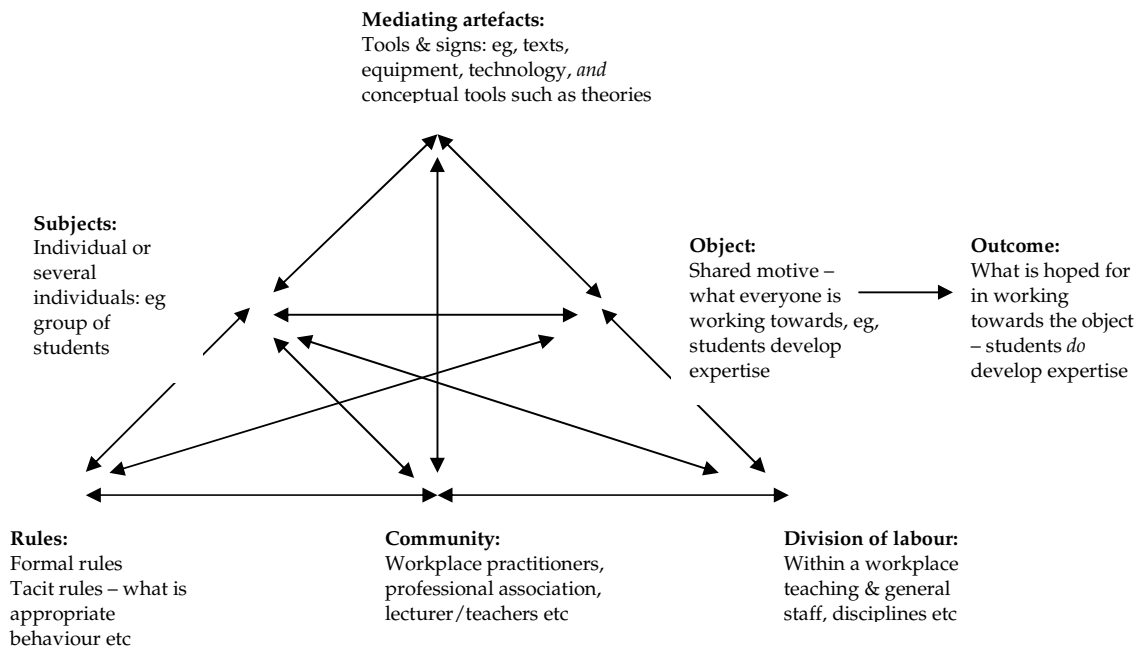 Mediating artefacts:
Tools & signs: eg, texts,
equipment, technology, and
conceptual tools such as theories
Subjects:
Individual or
several
individuals: eg
group of
students
Object:
Shared motive –
what everyone is
working towards, eg,
students develop
expertise
Outcome:
What is hoped for
in working
towards the object
– students do
develop expertise
Rules:
Formal rules
Tacit rules – what is
appropriate
behaviour etc
Community:
Workplace practitioners,
professional association,
lecturer/teachers etc
Division of labour:
Within a workplace
teaching & general
staff, disciplines etc